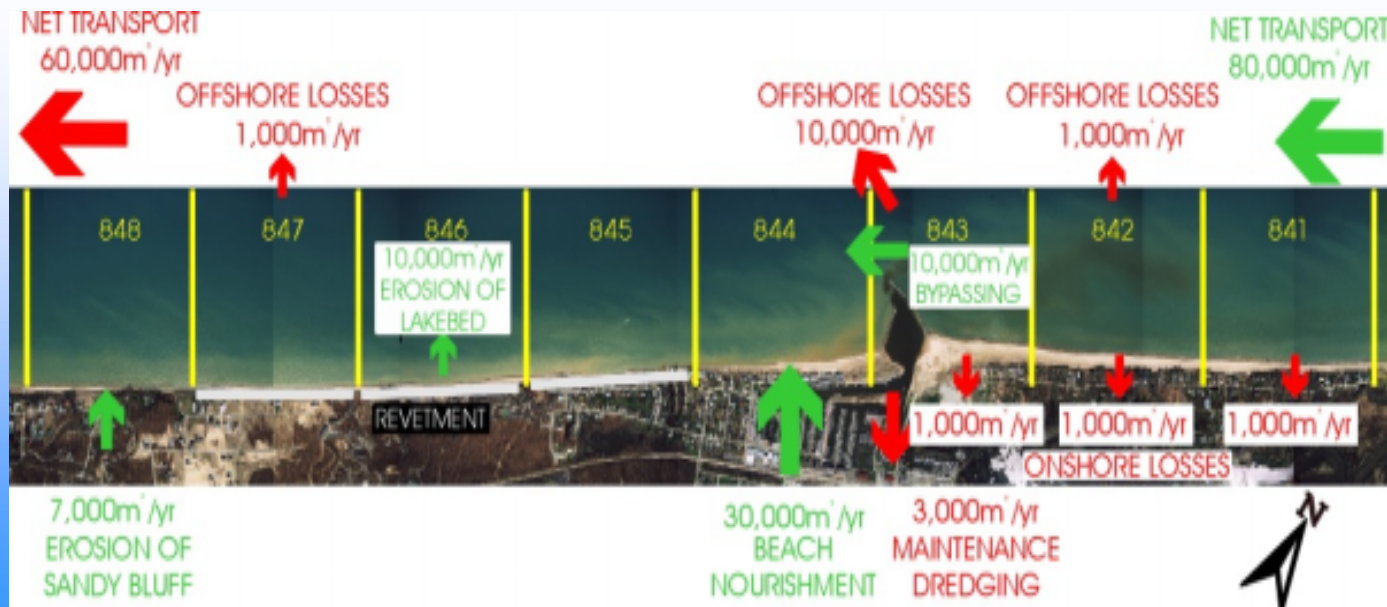 NET TRANSPORT
60,000m³/yr
OFFSHORE LOSSES
1,000m³/yr
OFFSHORE LOSSES
10,000m³/yr
OFFSHORE LOSSES
1,000m³/yr
NET TRANSPORT
80,000m³/yr
848
847
846
845
844
843
842
841
10,000m³/yr
EROSION OF
LAKEBED
10,000m³/yr
BYPASSING
REVETMENT
1,000m³/yr
1,000m³/yr
1,000m³/yr
ONSHORE LOSSES
7,000m³/yr
EROSION OF
SANDY BLUFF
30,000m³/yr
BEACH
NOURISHMENT
3,000m³/yr
MAINTENANCE
DREDGING
N